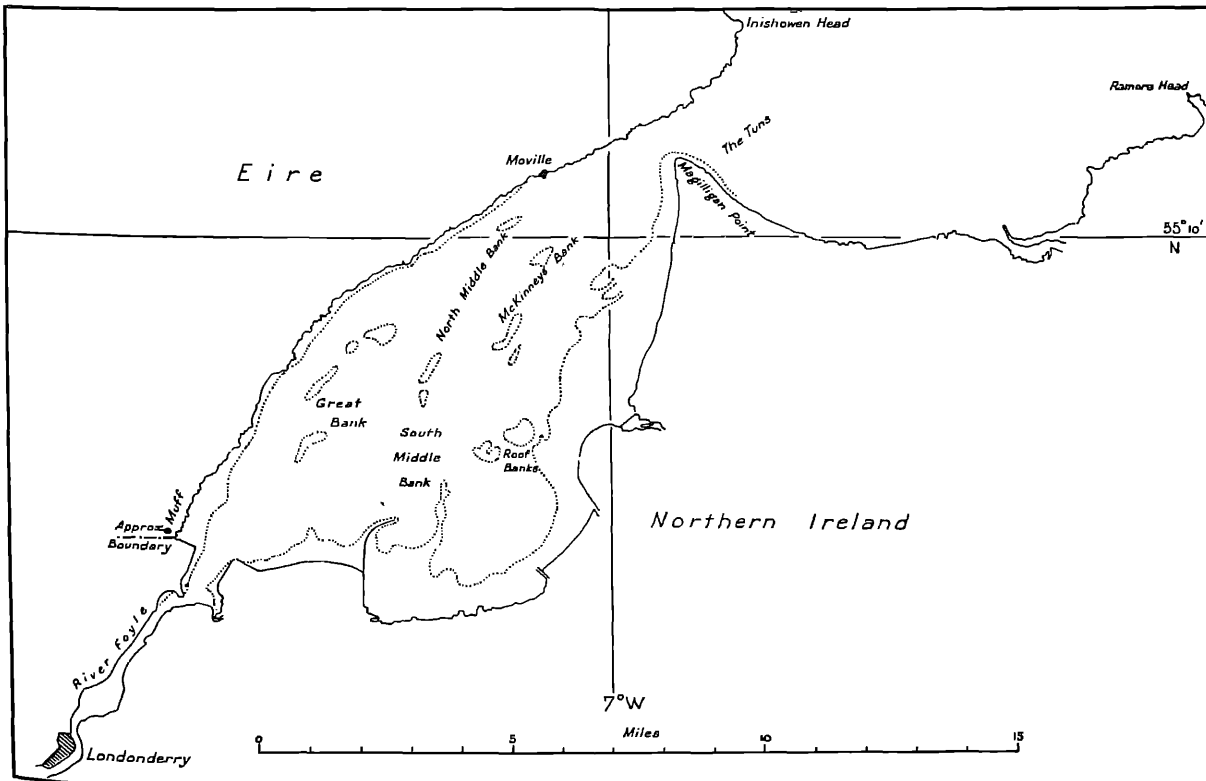 Inishowen Head
Ramore Head
The Tuns
Moville
Eire
Magilligan Point
55°10'
N
North Middle Bank
McKinneys Bank
Great
Bank
South
Middle
Bank
Roof
Banks
Muff
Approx
Boundary
Northern Ireland
River Foyle
7°W
Miles
0 5 10 15
Londonderry